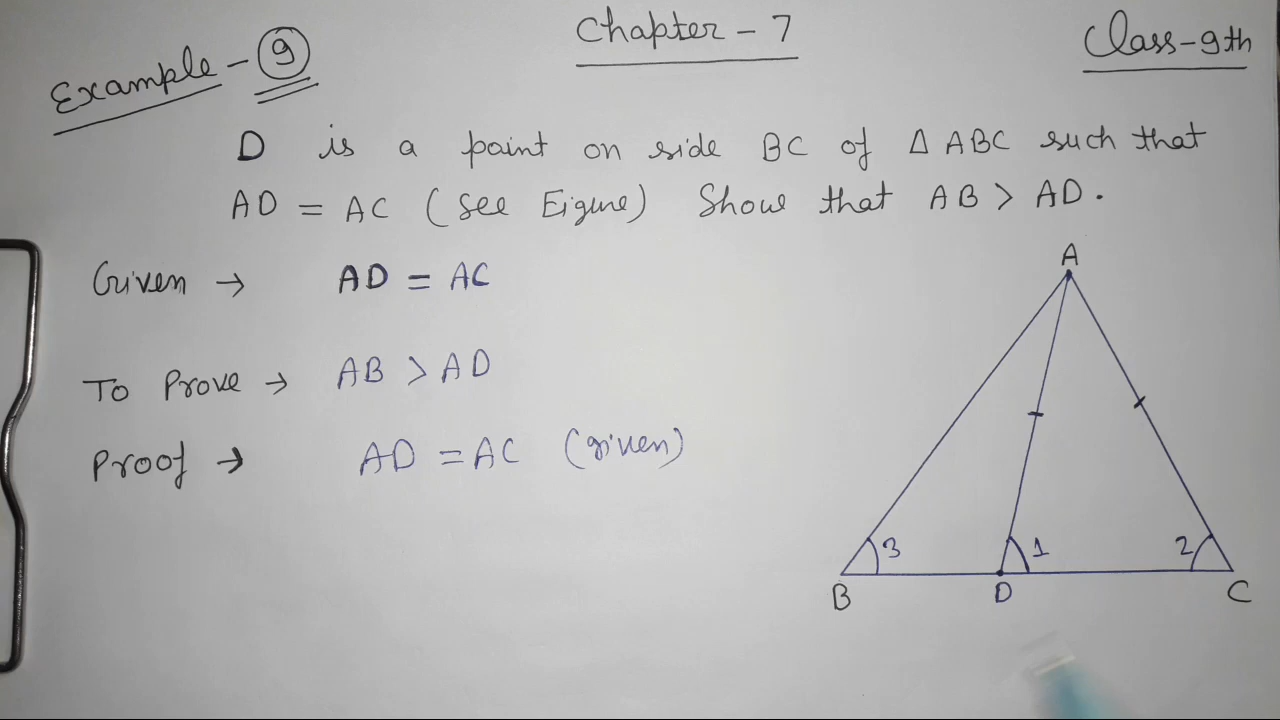 Example - 9
Chapter - 7
Class - 9th
D is a point on side BC of Δ ABC such that
AD = AC (See Figure) Show that AB > AD.
Given → AD = AC
To Prove → AB > AD
Proof → AD = AC (given)
A
3
1
2
B
D
C